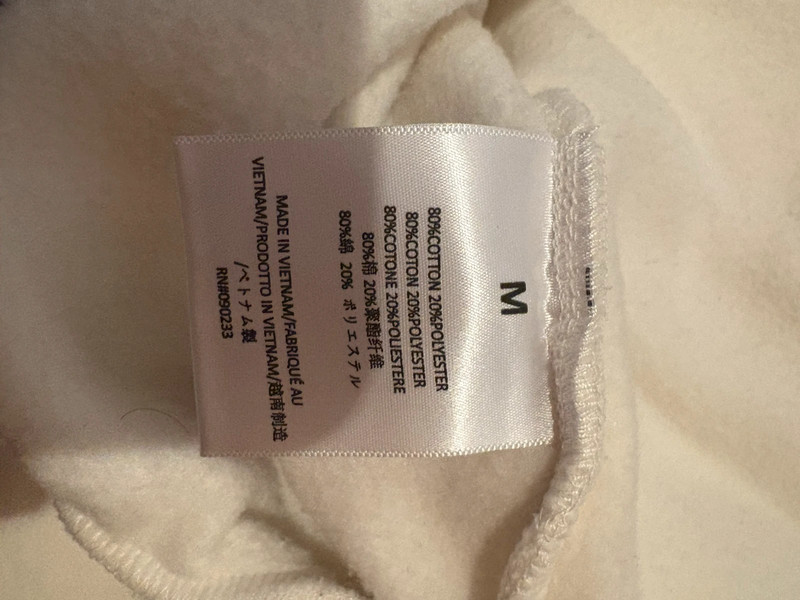 M
80%COTTON 20%POLYESTER
80%COTON 20%POLYESTER
80%COTONE 20%POLIESTERE
80%棉 20%聚酯纤维
80%綿 20% ポリエステル
MADE IN VIETNAM/FABRIQUÉ AU
VIETNAM/PRODOTTO IN VIETNAM/越南制造
/ベトナム製
RN#090233